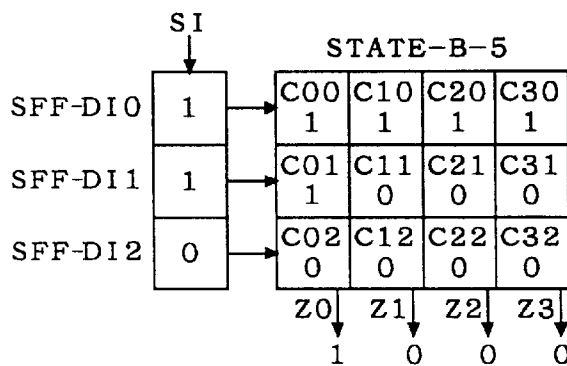 SI
STATE-B-5
SFF-DI0 1 C00 C10 C20 C30
1 1 1 1
SFF-DI1 1 C01 C11 C21 C31
1 0 0 0
SFF-DI2 0 C02 C12 C22 C32
0 0 0 0
Z0 Z1 Z2 Z3
1 0 0 0